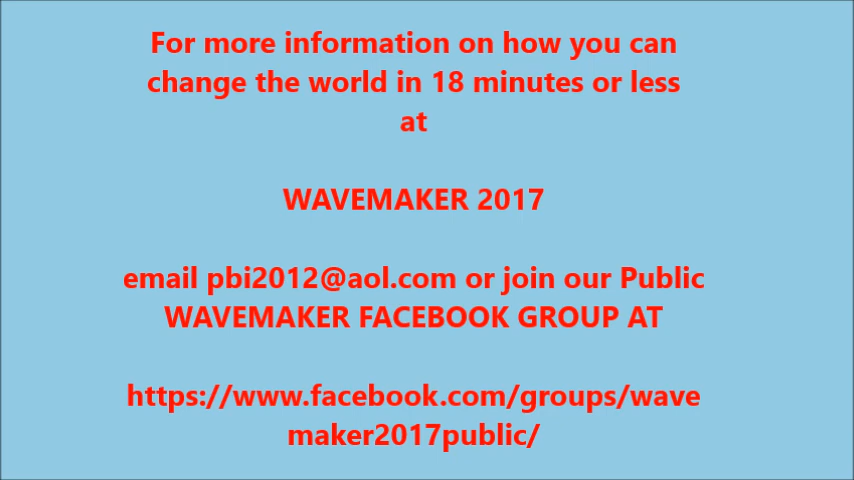 For more information on how you can
change the world in 18 minutes or less
at
WAVEMAKER 2017
email pbi2012@aol.com or join our Public
WAVEMAKER FACEBOOK GROUP AT
https://www.facebook.com/groups/wave
maker2017public/